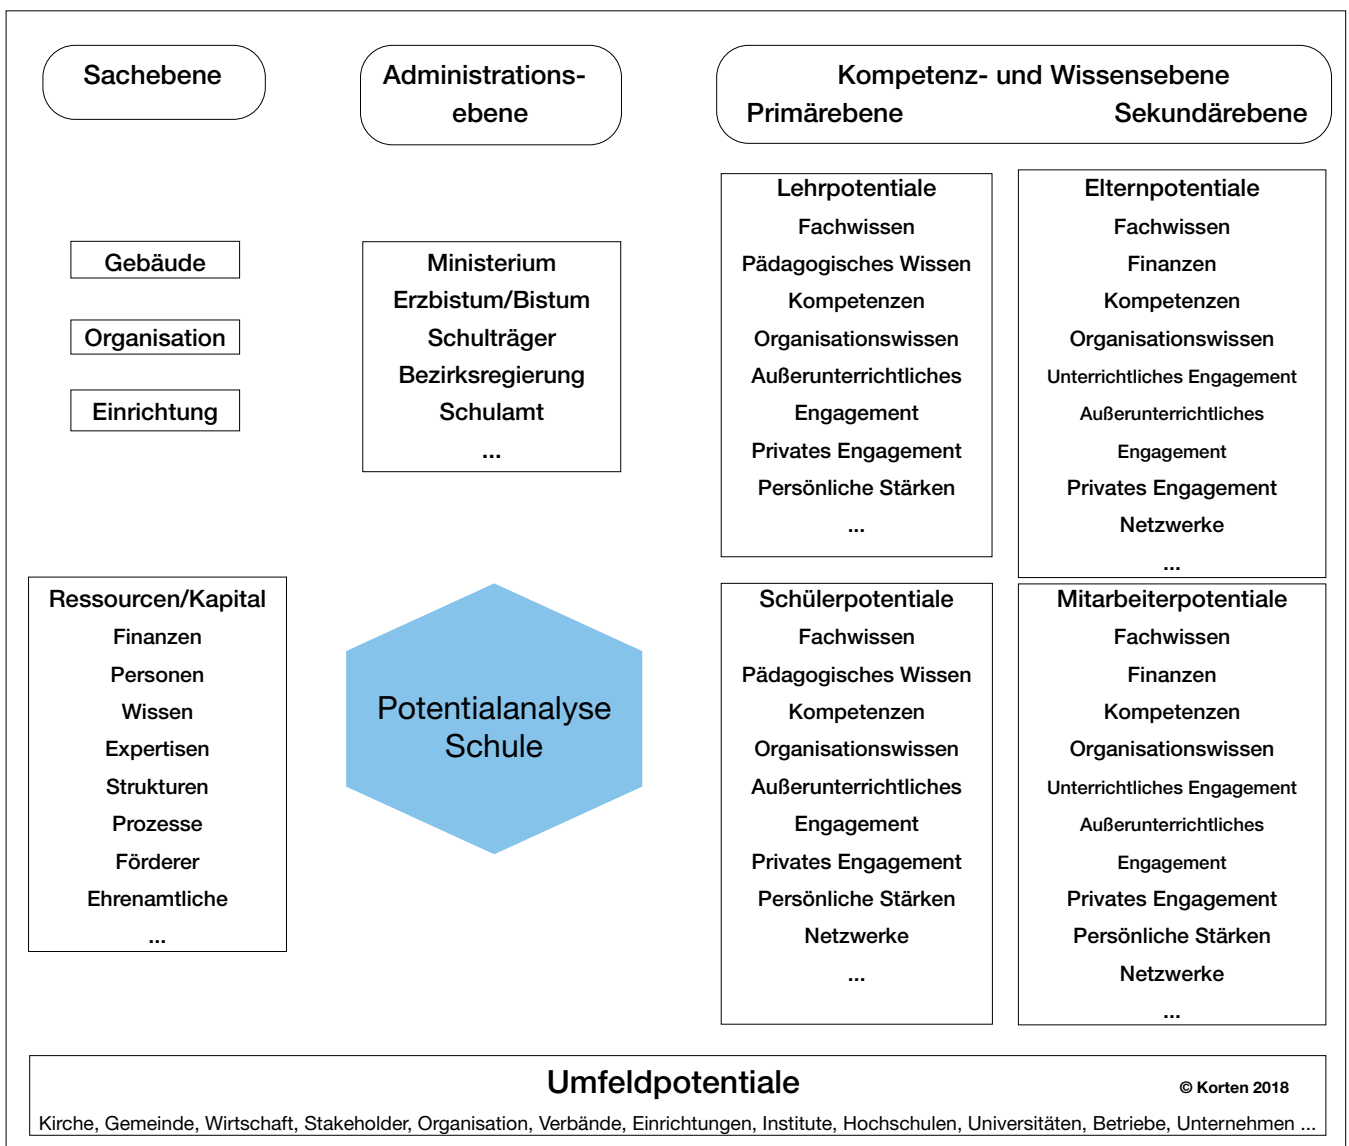 Sachebene
Administrations-
ebene
Kompetenz- und Wissensebene
Primärebene Sekundärebene
Gebäude
Organisation
Einrichtung
Ministerium
Erzbistum/Bistum
Schulträger
Bezirksregierung
Schulamt
...
Lehrpotentiale
Fachwissen
Pädagogisches Wissen
Kompetenzen
Organisationswissen
Außerunterrichtliches
Engagement
Privates Engagement
Persönliche Stärken
...
Elternpotentiale
Fachwissen
Finanzen
Kompetenzen
Organisationswissen
Unterrichtliches Engagement
Außerunterrichtliches
Engagement
Privates Engagement
Netzwerke
...
Ressourcen/Kapital
Finanzen
Personen
Wissen
Expertisen
Strukturen
Prozesse
Förderer
Ehrenamtliche
...
Potentialanalyse
Schule
Schülerpotentiale
Fachwissen
Pädagogisches Wissen
Kompetenzen
Organisationswissen
Außerunterrichtliches
Engagement
Privates Engagement
Persönliche Stärken
Netzwerke
...
Mitarbeiterpotentiale
Fachwissen
Finanzen
Kompetenzen
Organisationswissen
Unterrichtliches Engagement
Außerunterrichtliches
Engagement
Privates Engagement
Persönliche Stärken
Netzwerke
...
Umfeldpotentiale
© Korten 2018
Kirche, Gemeinde, Wirtschaft, Stakeholder, Organisation, Verbände, Einrichtungen, Institute, Hochschulen, Universitäten, Betriebe, Unternehmen ...